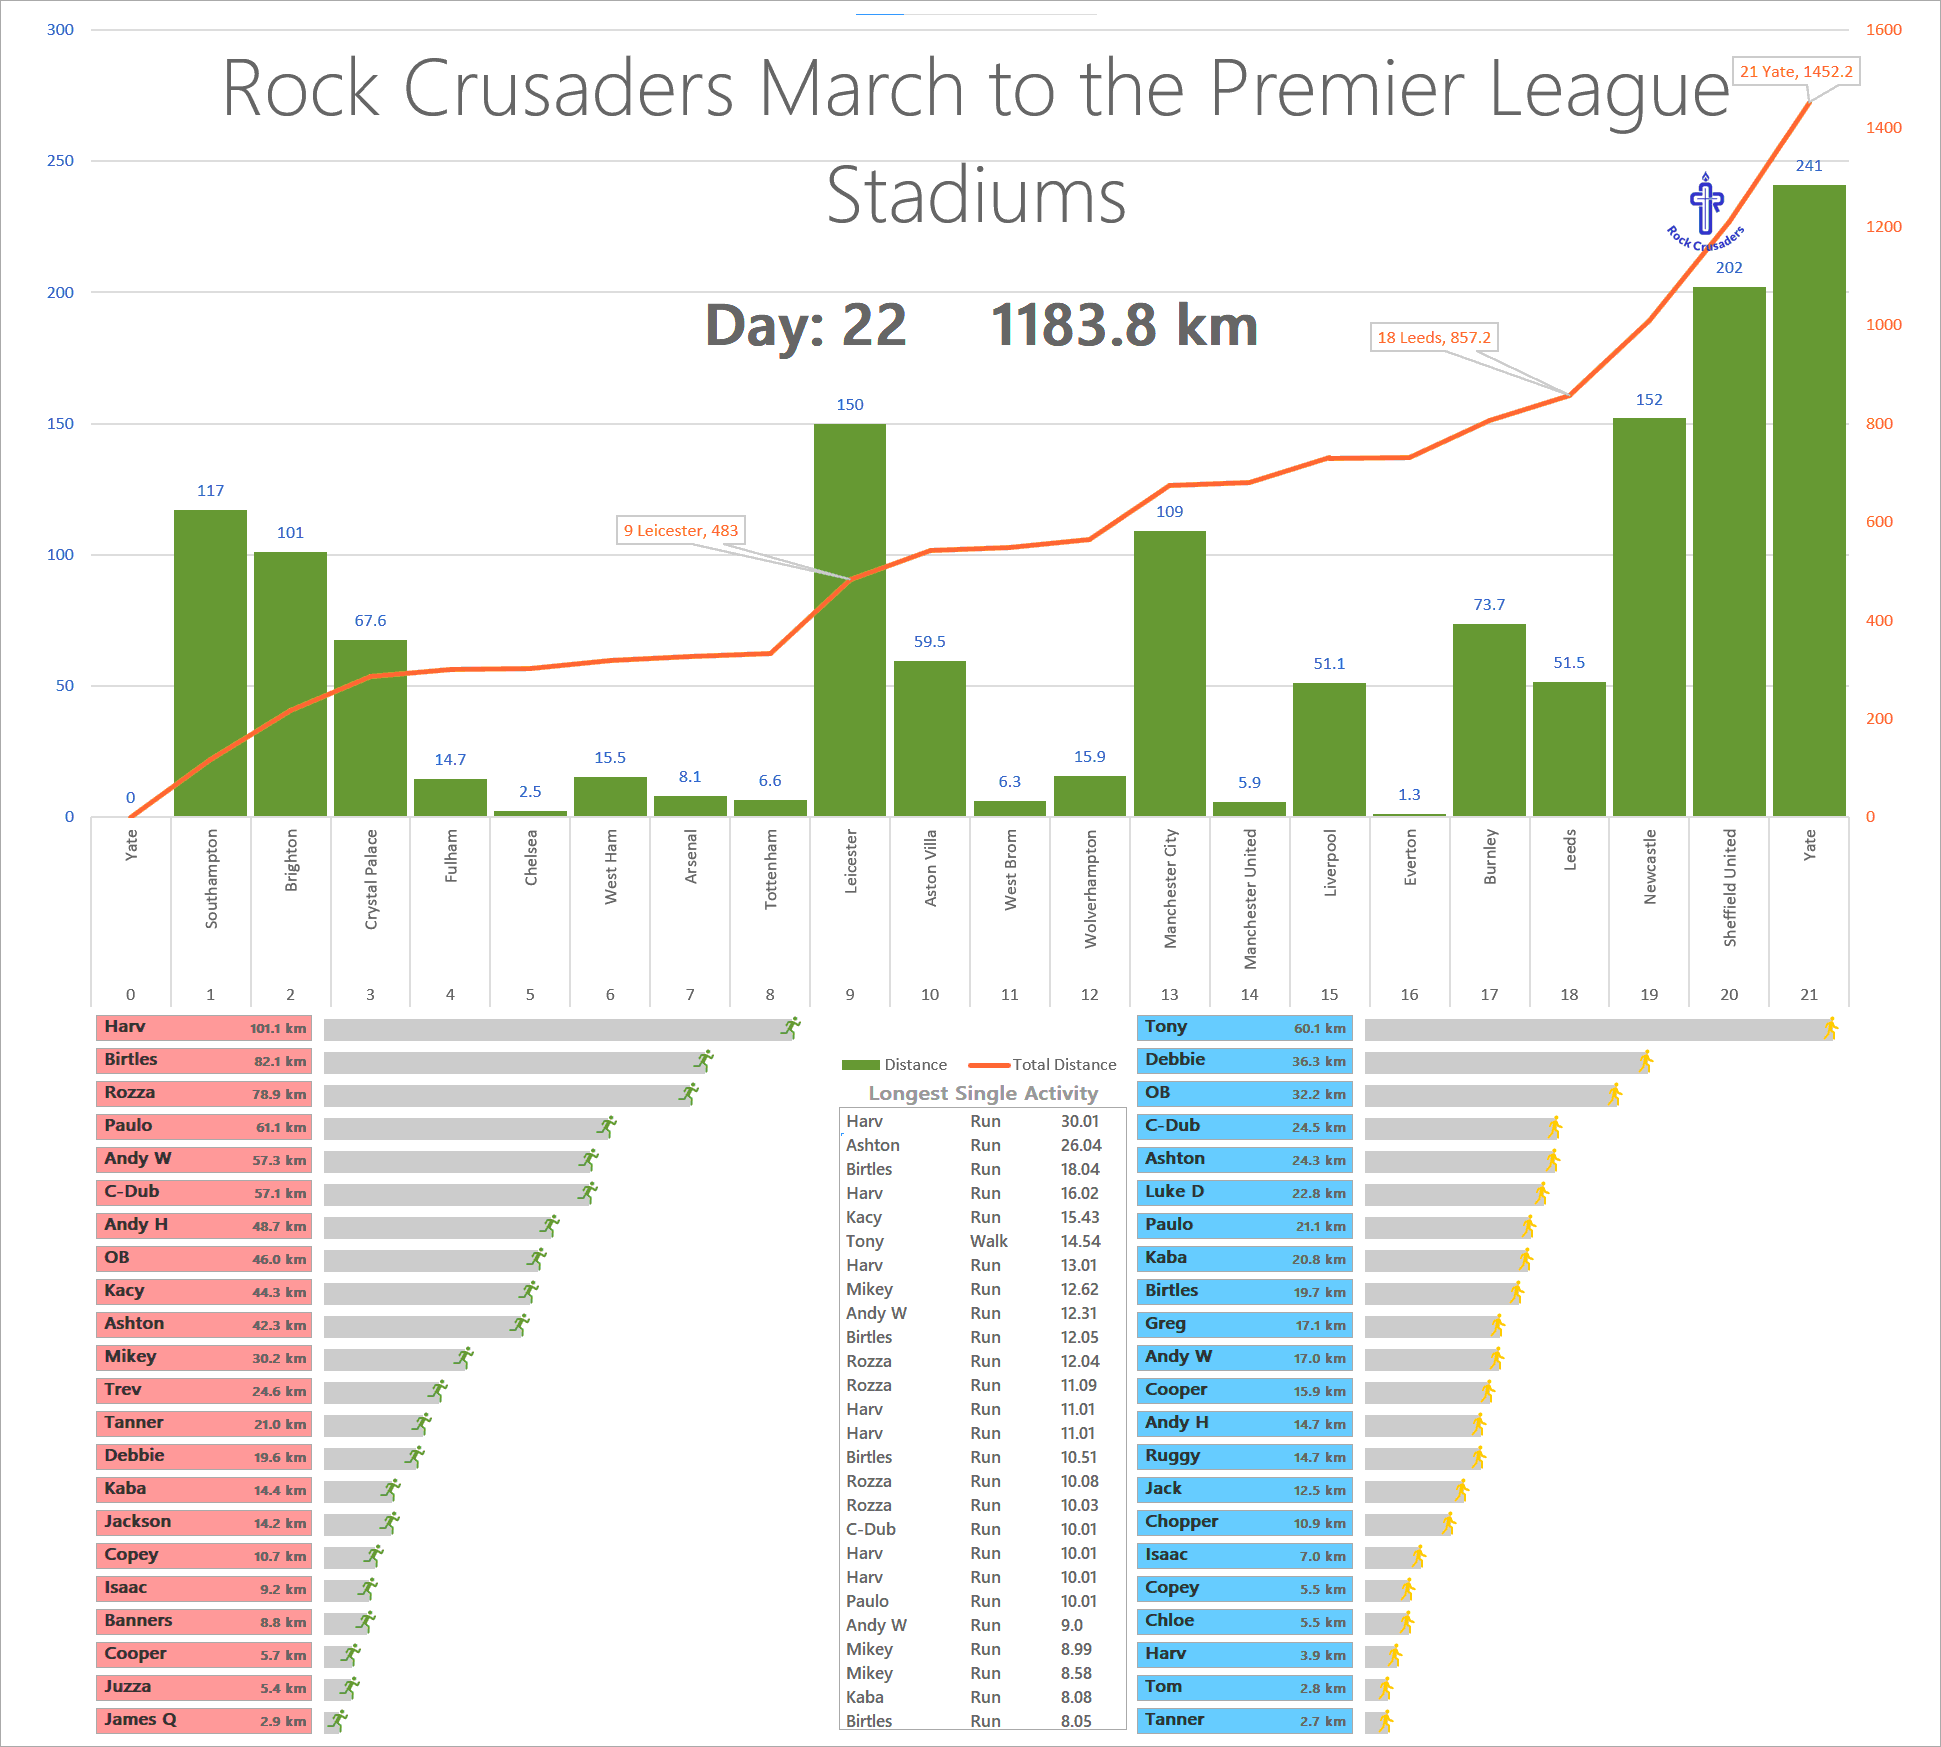 Rock Crusaders March to the Premier League
Stadiums
Day: 22 1183.8 km
300
250
200
150
100
50
0
1600
1400
1200
1000
800
600
400
200
0
21 Yate, 1452.2
18 Leeds, 857.2
9 Leicester, 483
Rock Crusaders
0
117
101
67.6
14.7
2.5
15.5
8.1
6.6
150
59.5
6.3
15.9
109
5.9
51.1
1.3
73.7
51.5
152
202
241
Yate
Southampton
Brighton
Crystal Palace
Fulham
Chelsea
West Ham
Arsenal
Tottenham
Leicester
Aston Villa
West Brom
Wolverhampton
Manchester City
Manchester United
Liverpool
Everton
Burnley
Leeds
Newcastle
Sheffield United
Yate
0 1 2 3 4 5 6 7 8 9 10 11 12 13 14 15 16 17 18 19 20 21
Harv 101.1 km
Birtles 82.1 km
Rozza 78.9 km
Paulo 61.1 km
Andy W 57.3 km
C-Dub 57.1 km
Andy H 48.7 km
OB 46.0 km
Kacy 44.3 km
Ashton 42.3 km
Mikey 30.2 km
Trev 24.6 km
Tanner 21.0 km
Debbie 19.6 km
Kaba 14.4 km
Jackson 14.2 km
Copey 10.7 km
Isaac 9.2 km
Banners 8.8 km
Cooper 5.7 km
Juzza 5.4 km
James Q 2.9 km
Distance Total Distance
Longest Single Activity
Harv Run 30.01
Ashton Run 26.04
Birtles Run 18.04
Harv Run 16.02
Kacy Run 15.43
Tony Walk 14.54
Harv Run 13.01
Mikey Run 12.62
Andy W Run 12.31
Birtles Run 12.05
Rozza Run 12.04
Rozza Run 11.09
Harv Run 11.01
Harv Run 11.01
Birtles Run 10.51
Rozza Run 10.08
Rozza Run 10.03
C-Dub Run 10.01
Harv Run 10.01
Harv Run 10.01
Paulo Run 10.01
Andy W Run 9.0
Mikey Run 8.99
Mikey Run 8.58
Kaba Run 8.08
Birtles Run 8.05
Tony 60.1 km
Debbie 36.3 km
OB 32.2 km
C-Dub 24.5 km
Ashton 24.3 km
Luke D 22.8 km
Paulo 21.1 km
Kaba 20.8 km
Birtles 19.7 km
Greg 17.1 km
Andy W 17.0 km
Cooper 15.9 km
Andy H 14.7 km
Ruggy 14.7 km
Jack 12.5 km
Chopper 10.9 km
Isaac 7.0 km
Copey 5.5 km
Chloe 5.5 km
Harv 3.9 km
Tom 2.8 km
Tanner 2.7 km